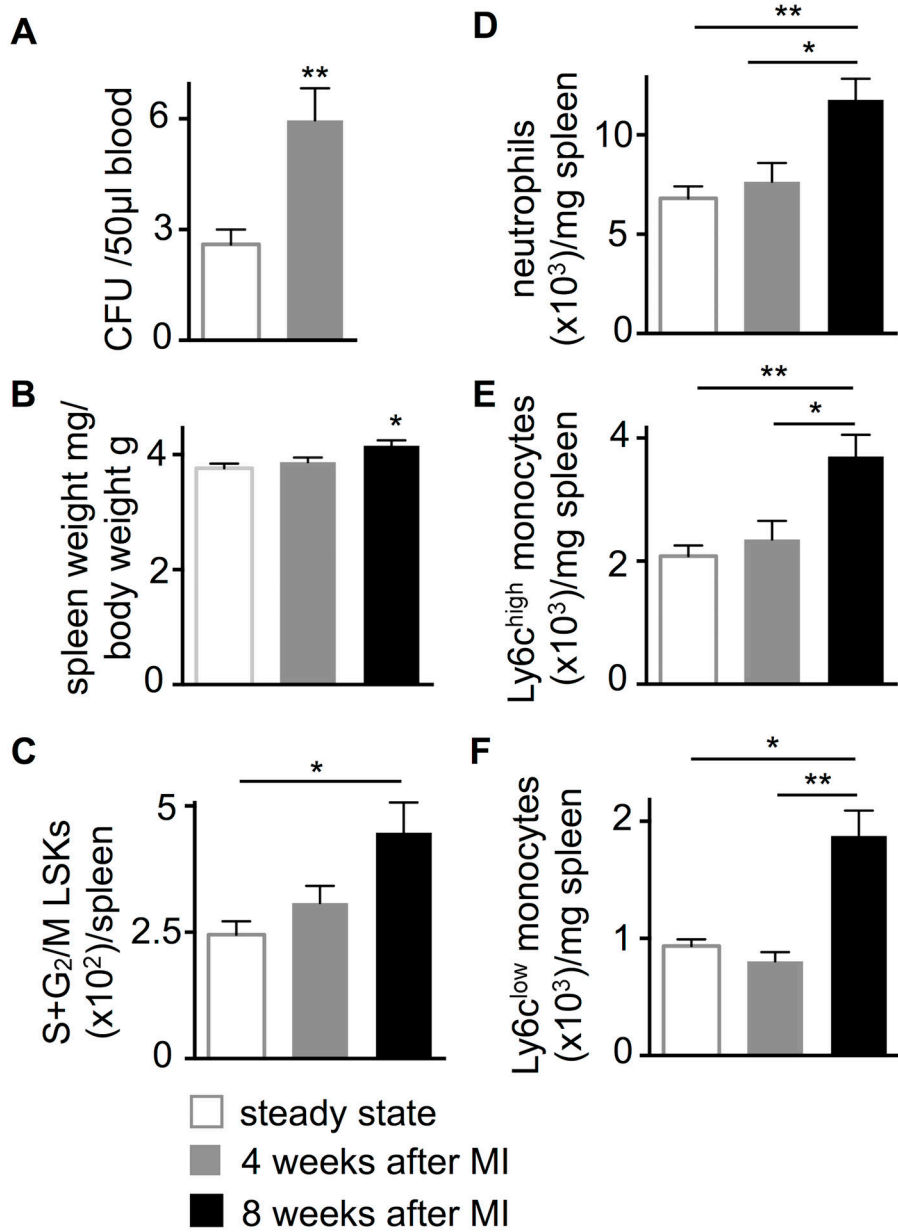 A
CFU /50µl blood
6
3
0
**
B
spleen weight mg/
body weight g
4
2
0
*
C
S+G₂/M LSKs
(x10²)/spleen
5
2.5
0
*
D
neutrophils
(x10³)/mg spleen
10
5
0
**
*
E
Ly6cʰⁱᵍʰ monocytes
(x10³)/mg spleen
4
2
0
**
*
F
Ly6cˡᵒʷ monocytes
(x10³)/mg spleen
2
1
0
*
**
steady state
4 weeks after MI
8 weeks after MI